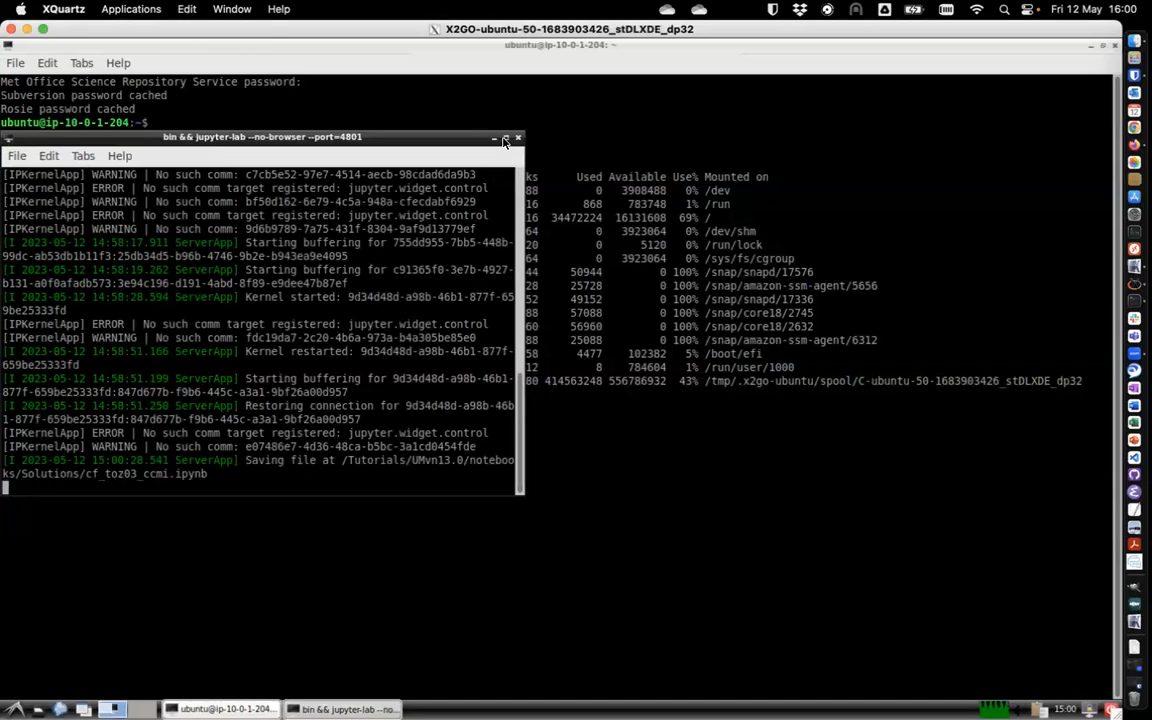 XQuartz Applications Edit Window Help
Fri 12 May 16:00
X2GO-ubuntu-50-1683903426_stDLXDE_dp32
ubuntu@ip-10-0-1-204: ~
File Edit Tabs Help
Met Office Science Repository Service password:
Subversion password cached
Rosie password cached
ubuntu@ip-10-0-1-204:~$
bin && jupyter-lab --no-browser --port=4801
File Edit Tabs Help
[IPKernelApp] WARNING | No such comm: c7cb5e52-97e7-4514-aecb-98cdad6da9b3
[IPKernelApp] ERROR | No such comm target registered: jupyter.widget.control
[IPKernelApp] WARNING | No such comm: bf50d162-6e79-4c5a-948a-cfecdabf6929
[IPKernelApp] ERROR | No such comm target registered: jupyter.widget.control
[IPKernelApp] WARNING | No such comm: 9d6b9789-7a75-431f-8304-9af9d13779ef
[I 2023-05-12 14:58:17.911 ServerApp] Starting buffering for 755dd955-7bb5-448b-
99dc-ab53db1b11f3:25db34d5-b96b-4746-9b2e-b943ea9e4095
[I 2023-05-12 14:58:19.262 ServerApp] Starting buffering for c91365f0-3e7b-4927-
b131-a0f0afadb573:3e94c196-d191-4abd-8f89-e9dee47b87ef
[I 2023-05-12 14:58:28.594 ServerApp] Kernel started: 9d34d48d-a98b-46b1-877f-65
9be25333fd
[IPKernelApp] ERROR | No such comm target registered: jupyter.widget.control
[IPKernelApp] WARNING | No such comm: fdc19da7-2c20-4b6a-973a-b4a305be85e0
[I 2023-05-12 14:58:51.166 ServerApp] Kernel restarted: 9d34d48d-a98b-46b1-877f-
659be25333fd
[I 2023-05-12 14:58:51.199 ServerApp] Starting buffering for 9d34d48d-a98b-46b1-
877f-659be25333fd:847d677b-f9b6-445c-a3a1-9bf26a00d957
[I 2023-05-12 14:58:51.250 ServerApp] Restoring connection for 9d34d48d-a98b-46b
1-877f-659be25333fd:847d677b-f9b6-445c-a3a1-9bf26a00d957
[IPKernelApp] ERROR | No such comm target registered: jupyter.widget.control
[IPKernelApp] WARNING | No such comm: e07486e7-4d36-48ca-b5bc-3a1cd0454fde
[I 2023-05-12 15:00:28.541 ServerApp] Saving file at /Tutorials/UMvn13.0/noteboo
ks/Solutions/cf_toz03_ccmi.ipynb
ks Used Available Use% Mounted on
88 0 3908488 0% /dev
16 868 783748 1% /run
16 34472224 16131608 69% /
64 0 3923064 0% /dev/shm
20 0 5120 0% /run/lock
64 0 3923064 0% /sys/fs/cgroup
44 50944 0 100% /snap/snapd/17576
28 25728 0 100% /snap/amazon-ssm-agent/5656
52 49152 0 100% /snap/snapd/17336
88 57088 0 100% /snap/core18/2745
60 56960 0 100% /snap/core18/2632
88 25088 0 100% /snap/amazon-ssm-agent/6312
58 4477 102382 5% /boot/efi
12 8 784604 1% /run/user/1000
80 414563248 556786932 43% /tmp/.x2go-ubuntu/spool/C-ubuntu-50-1683903426_stDLXDE_dp32
ubuntu@ip-10-0-1-204... bin && jupyter-lab --no... 15:00